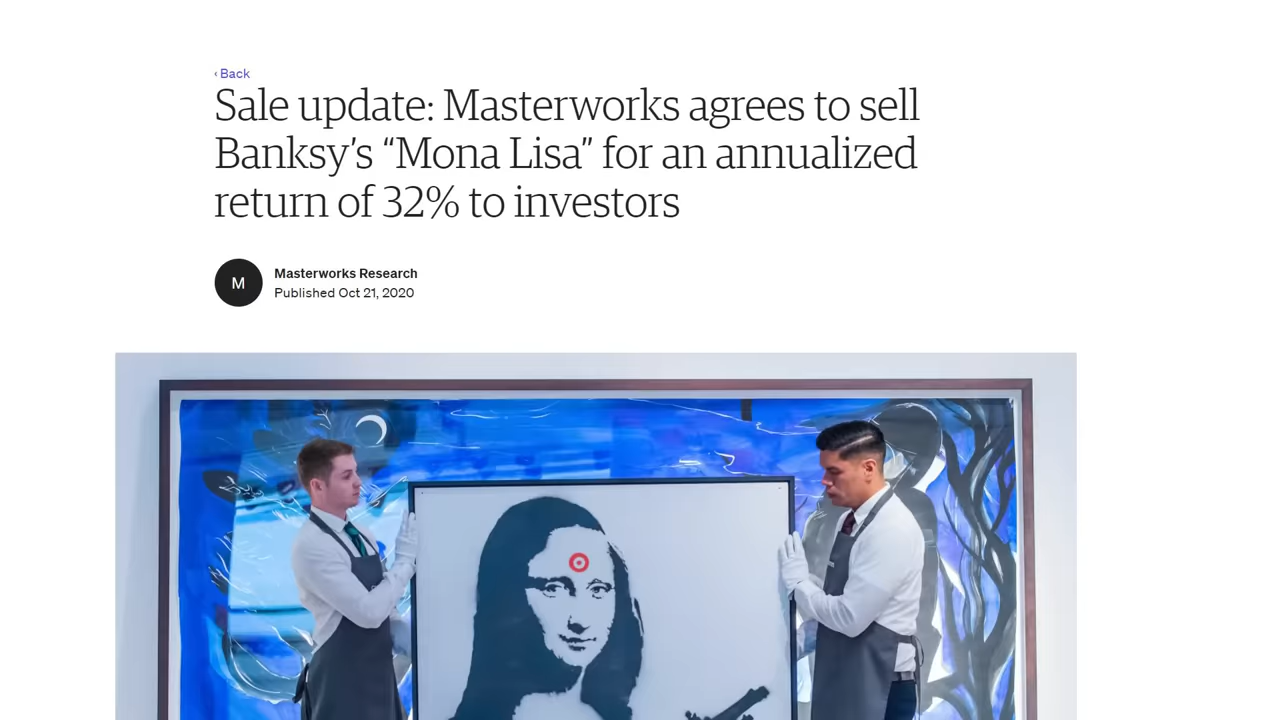 ‹ Back
Sale update: Masterworks agrees to sell
Banksy’s “Mona Lisa” for an annualized
return of 32% to investors
M
Masterworks Research
Published Oct 21, 2020